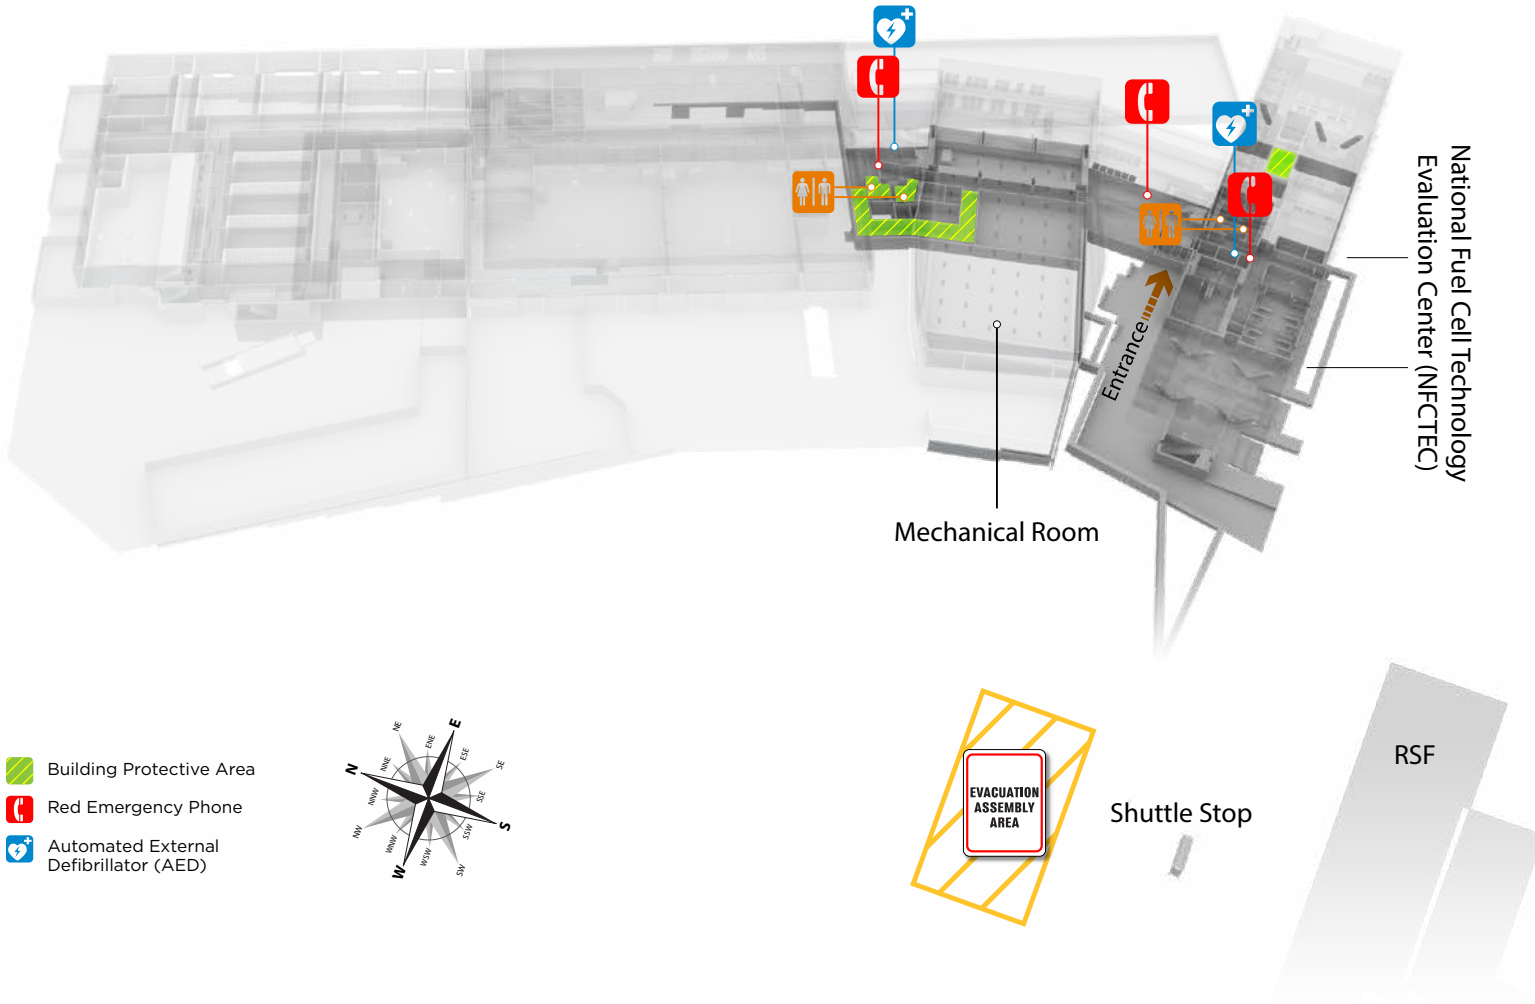 National Fuel Cell Technology
Evaluation Center (NFCTEC)
Entrance
Mechanical Room
Building Protective Area
Red Emergency Phone
Automated External
Defibrillator (AED)
N
NNE
NE
ENE
E
ESE
SE
SSE
S
SSW
SW
WSW
W
WNW
NW
NNW
EVACUATION
ASSEMBLY
AREA
Shuttle Stop
RSF